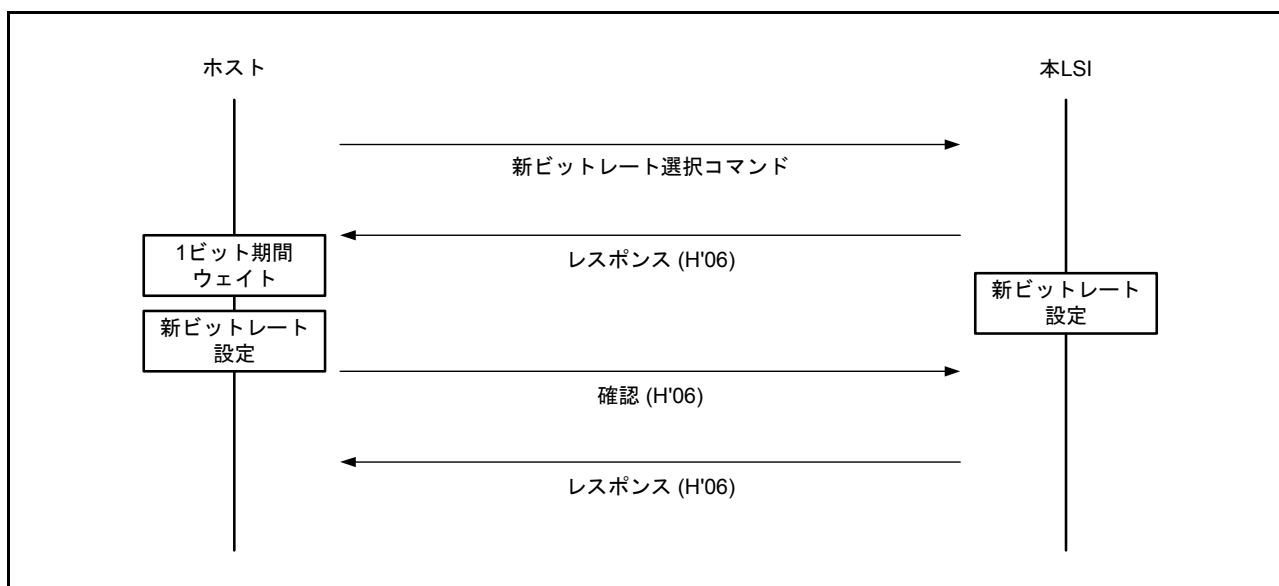 ホスト
本LSI
新ビットレート選択コマンド
レスポンス (H'06)
1ビット期間
ウェイト
新ビットレート
設定
新ビットレート
設定
確認 (H'06)
レスポンス (H'06)